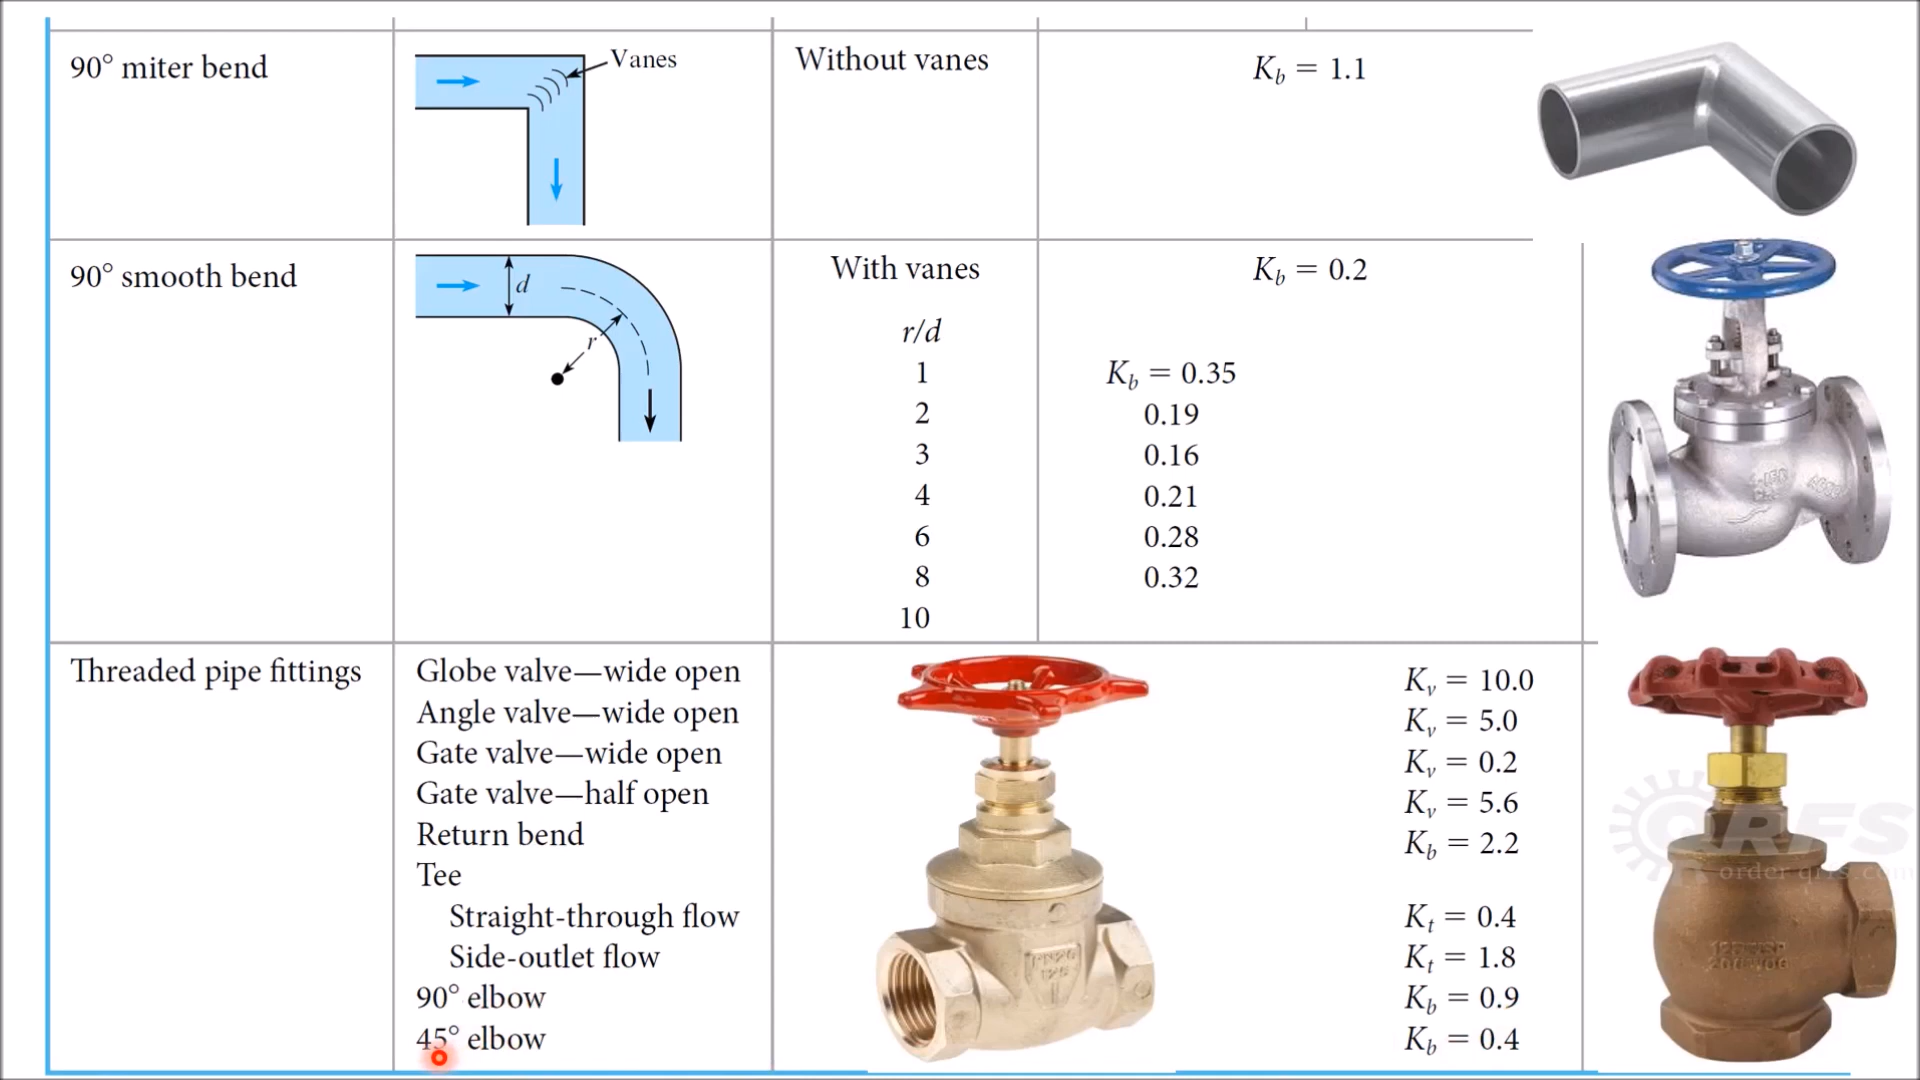 90° miter bend
Vanes
Without vanes
K_b = 1.1
90° smooth bend
d
r
With vanes
K_b = 0.2
r/d
1 K_b = 0.35
2 0.19
3 0.16
4 0.21
6 0.28
8 0.32
10
Threaded pipe fittings
Globe valve—wide open K_v = 10.0
Angle valve—wide open K_v = 5.0
Gate valve—wide open K_v = 0.2
Gate valve—half open K_v = 5.6
Return bend K_b = 2.2
Tee
Straight-through flow K_t = 0.4
Side-outlet flow K_t = 1.8
90° elbow K_b = 0.9
45° elbow K_b = 0.4
QRFS